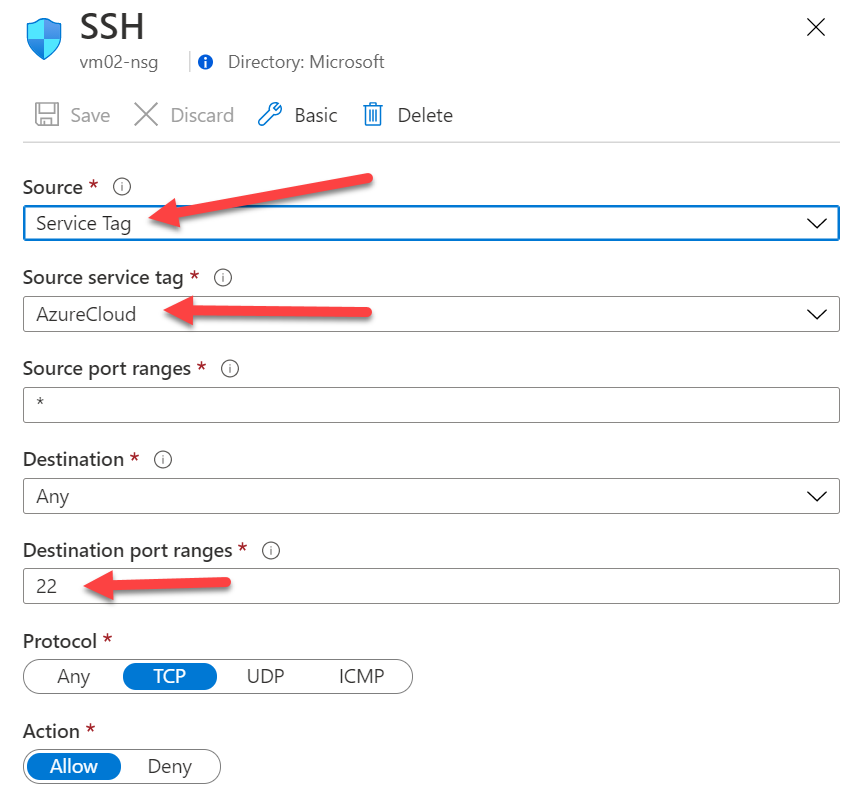 SSH
vm02-nsg Directory: Microsoft
Save Discard Basic Delete
Source *
Service Tag
Source service tag *
AzureCloud
Source port ranges *
*
Destination *
Any
Destination port ranges *
22
Protocol *
Any TCP UDP ICMP
Action *
Allow Deny